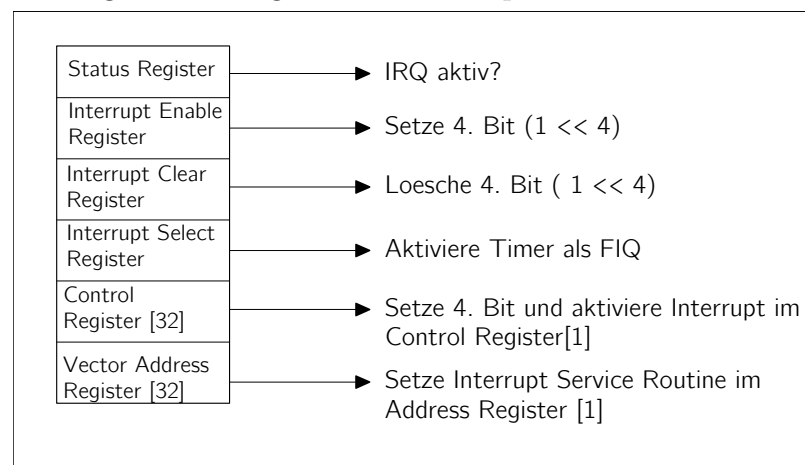 Status Register
IRQ aktiv?
Interrupt Enable
Register
Setze 4. Bit (1 << 4)
Interrupt Clear
Register
Loesche 4. Bit ( 1 << 4)
Interrupt Select
Register
Aktiviere Timer als FIQ
Control
Register [32]
Setze 4. Bit und aktiviere Interrupt im
Control Register[1]
Vector Address
Register [32]
Setze Interrupt Service Routine im
Address Register [1]